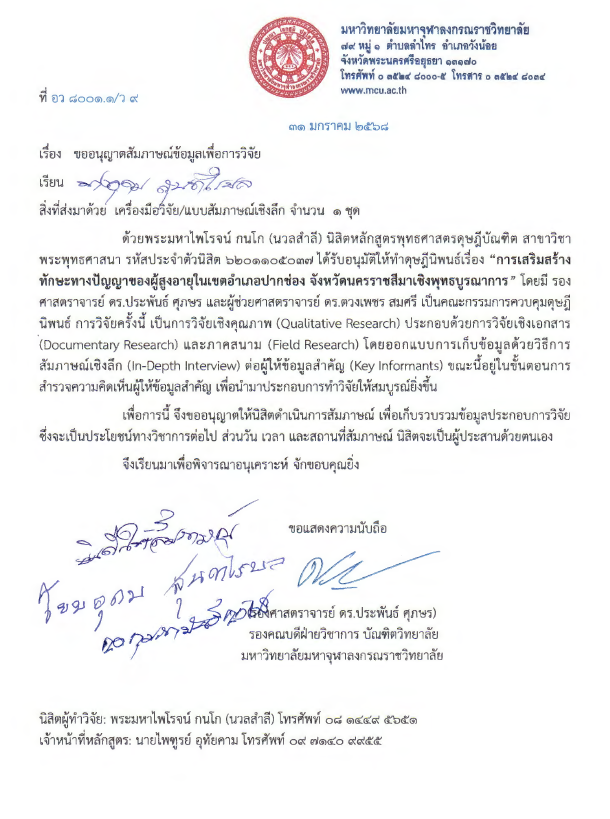 มหาวิทยาลัยมหาจุฬาลงกรณราชวิทยาลัย
๗๙ หมู่ ๑ ตำบลลำไทร อำเภอวังน้อย
จังหวัดพระนครศรีอยุธยา ๑๓๑๗๐
โทรศัพท์ ๐ ๓๕๒๔ ๘๐๐๐-๕ โทรสาร ๐ ๓๕๒๔ ๘๐๓๔
www.mcu.ac.th
ที่ อว ๘๐๐๑.๑/ว ๙
๓๑ มกราคม ๒๕๖๘
เรื่อง ขออนุญาตสัมภาษณ์ข้อมูลเพื่อการวิจัย
เรียน
สิ่งที่ส่งมาด้วย เครื่องมือวิจัย/แบบสัมภาษณ์เชิงลึก จำนวน ๑ ชุด
ด้วยพระมหาไพโรจน์ กนโก (นวลสำลี) นิสิตหลักสูตรพุทธศาสตรดุษฎีบัณฑิต สาขาวิชา
พระพุทธศาสนา รหัสประจำตัวนิสิต ๖๒๐๑๑๐๕๐๓๗ ได้รับอนุมัติให้ทำดุษฎีนิพนธ์เรื่อง "การเสริมสร้าง
ทักษะทางปัญญาของผู้สูงอายุในเขตอำเภอปากช่อง จังหวัดนครราชสีมาเชิงพุทธบูรณาการ" โดยมี รอง
ศาสตราจารย์ ดร.ประพันธ์ ศุภษร และผู้ช่วยศาสตราจารย์ ดร.ดวงเพชร สมศรี เป็นคณะกรรมการควบคุมดุษฎี
นิพนธ์ การวิจัยครั้งนี้ เป็นการวิจัยเชิงคุณภาพ (Qualitative Research) ประกอบด้วยการวิจัยเชิงเอกสาร
(Documentary Research) และภาคสนาม (Field Research) โดยออกแบบการเก็บข้อมูลด้วยวิธีการ
สัมภาษณ์เชิงลึก (In-Depth Interview) ต่อผู้ให้ข้อมูลสำคัญ (Key Informants) ขณะนี้อยู่ในขั้นตอนการ
สำรวจความคิดเห็นผู้ให้ข้อมูลสำคัญ เพื่อนำมาประกอบการทำวิจัยให้สมบูรณ์ยิ่งขึ้น
เพื่อการนี้ จึงขออนุญาตให้นิสิตดำเนินการสัมภาษณ์ เพื่อเก็บรวบรวมข้อมูลประกอบการวิจัย
ซึ่งจะเป็นประโยชน์ทางวิชาการต่อไป ส่วนวัน เวลา และสถานที่สัมภาษณ์ นิสิตจะเป็นผู้ประสานด้วยตนเอง
จึงเรียนมาเพื่อพิจารณาอนุเคราะห์ จักขอบคุณยิ่ง
ขอแสดงความนับถือ
(รองศาสตราจารย์ ดร.ประพันธ์ ศุภษร)
รองคณบดีฝ่ายวิชาการ บัณฑิตวิทยาลัย
มหาวิทยาลัยมหาจุฬาลงกรณราชวิทยาลัย
นิสิตผู้ทำวิจัย: พระมหาไพโรจน์ กนโก (นวลสำลี) โทรศัพท์ ๐๘ ๑๔๔๙ ๕๖๕๑
เจ้าหน้าที่หลักสูตร: นายไพฑูรย์ อุทัยคาม โทรศัพท์ ๐๙ ๗๑๔๐ ๙๙๕๕